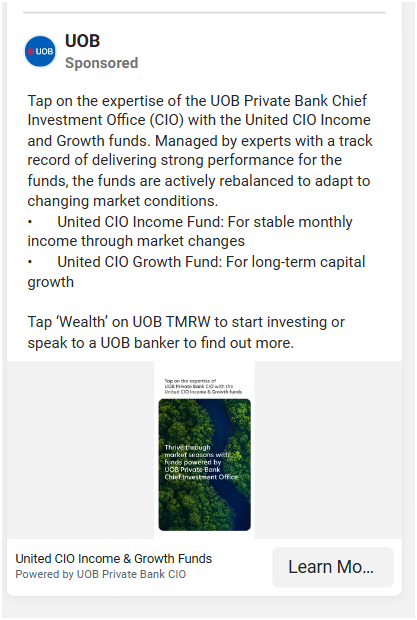 UOB
UOB
Sponsored
Tap on the expertise of the UOB Private Bank Chief
Investment Office (CIO) with the United CIO Income
and Growth funds. Managed by experts with a track
record of delivering strong performance for the
funds, the funds are actively rebalanced to adapt to
changing market conditions.
• United CIO Income Fund: For stable monthly
income through market changes
• United CIO Growth Fund: For long-term capital
growth
Tap ‘Wealth’ on UOB TMRW to start investing or
speak to a UOB banker to find out more.
Tap on the expertise of
UOB Private Bank CIO with the
United CIO Income & Growth funds
Thrive through
market seasons with
funds powered by
UOB Private Bank
Chief Investment Office
United CIO Income & Growth Funds
Powered by UOB Private Bank CIO
Learn Mo...